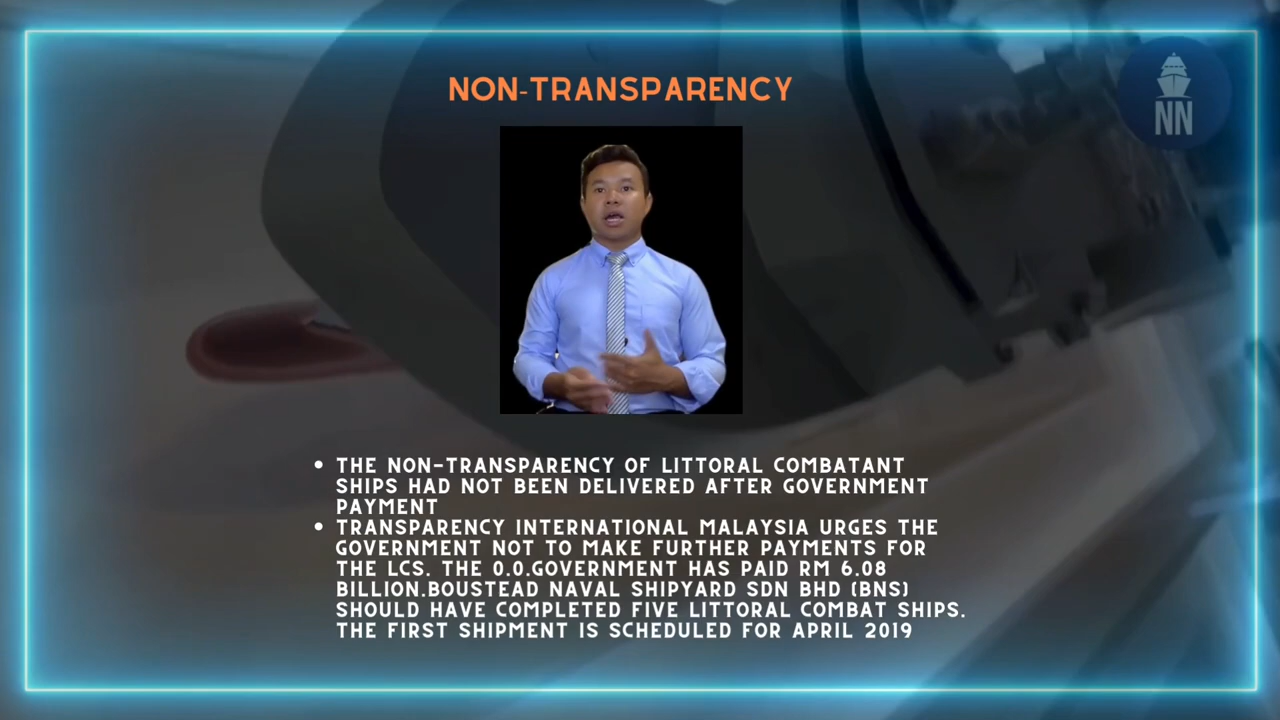 NON-TRANSPARENCY
NN
THE NON-TRANSPARENCY OF LITTORAL COMBATANT
SHIPS HAD NOT BEEN DELIVERED AFTER GOVERNMENT
PAYMENT
TRANSPARENCY INTERNATIONAL MALAYSIA URGES THE
GOVERNMENT NOT TO MAKE FURTHER PAYMENTS FOR
THE LCS. THE O.O.GOVERNMENT HAS PAID RM 6.08
BILLION.BOUSTEAD NAVAL SHIPYARD SDN BHD (BNS)
SHOULD HAVE COMPLETED FIVE LITTORAL COMBAT SHIPS.
THE FIRST SHIPMENT IS SCHEDULED FOR APRIL 2019